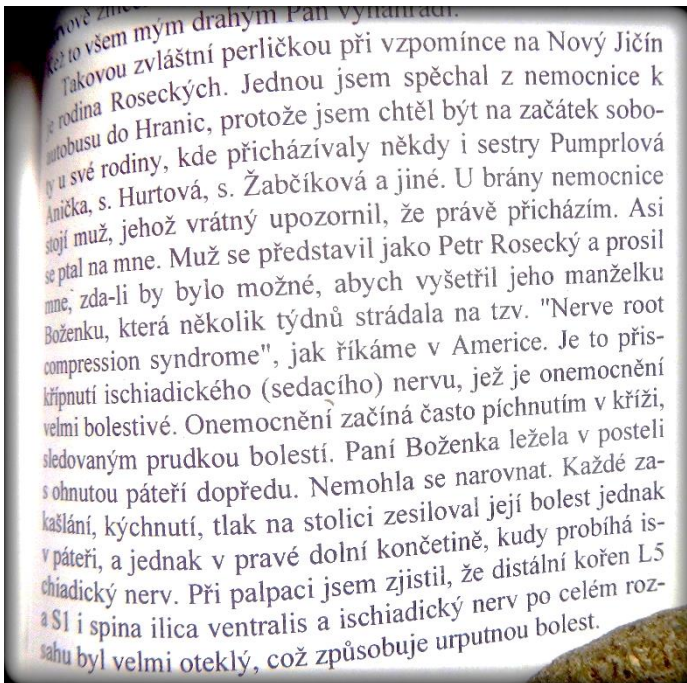 to všem mým drahým Pán vynahradí.
Takovou zvláštní perličkou při vzpomínce na Nový Jičín
je rodina Roseckých. Jednou jsem spěchal z nemocnice k
autobusu do Hranic, protože jsem chtěl být na začátek sobo-
ty u své rodiny, kde přicházívaly někdy i sestry Pumprlová
Anička, s. Hurtová, s. Žabčíková a jiné. U brány nemocnice
stojí muž, jehož vrátný upozornil, že právě přicházím. Asi
se ptal na mne. Muž se představil jako Petr Rosecký a prosil
mne, zda-li by bylo možné, abych vyšetřil jeho manželku
Boženku, která několik týdnů strádala na tzv. "Nerve root
compression syndrome", jak říkáme v Americe. Je to přis-
křípnutí ischiadického (sedacího) nervu, jež je onemocnění
velmi bolestivé. Onemocnění začíná často píchnutím v kříži,
sledovaným prudkou bolestí. Paní Boženka ležela v posteli
s ohnutou páteří dopředu. Nemohla se narovnat. Každé za-
kašlání, kýchnutí, tlak na stolici zesiloval její bolest jednak
v páteři, a jednak v pravé dolní končetině, kudy probíhá is-
chiadický nerv. Při palpaci jsem zjistil, že distální kořen L5
a S1 i spina ilica ventralis a ischiadický nerv po celém roz-
sahu byl velmi oteklý, což způsobuje urputnou bolest.